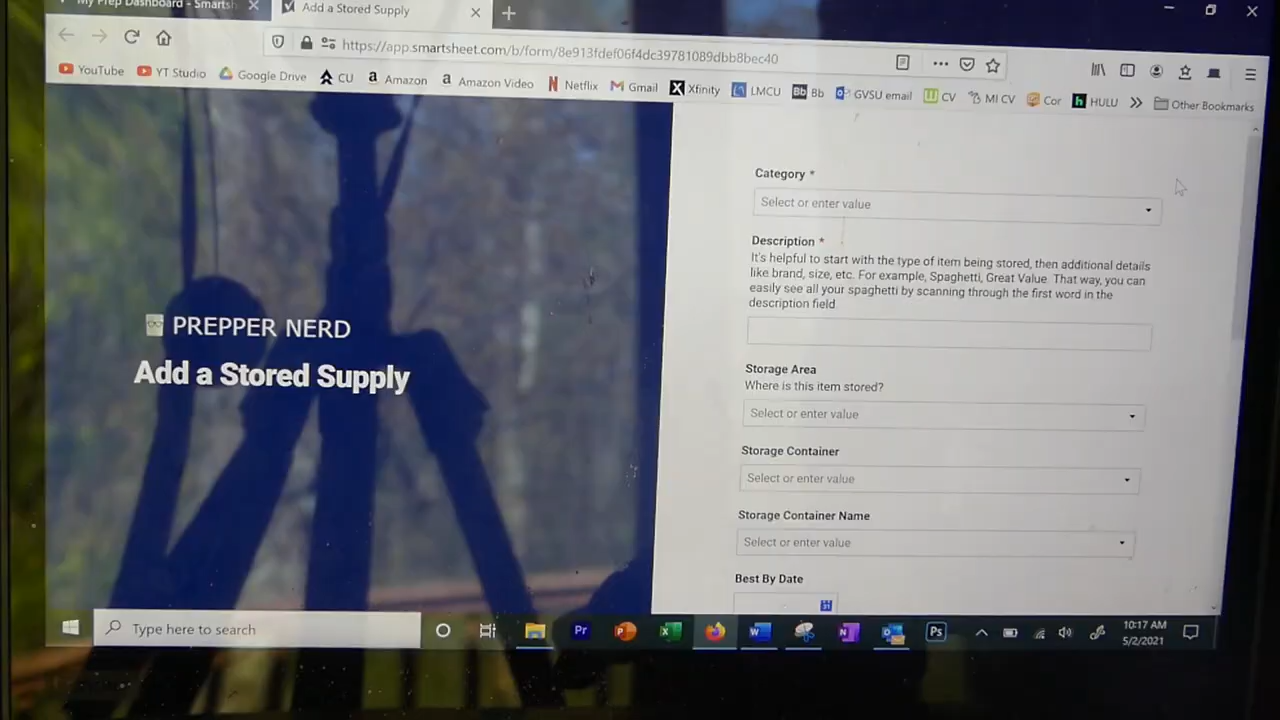 My Prep Dashboard - Smartsh
Add a Stored Supply
https://app.smartsheet.com/b/form/8e913fdef06f4dc39781089dbb8bec40
YouTube YT Studio Google Drive CU Amazon Amazon Video Netflix Gmail Xfinity LMCU Bb GVSU email CV MI CV Cor HULU Other Bookmarks
PREPPER NERD
Add a Stored Supply
Category *
Select or enter value
Description *
It's helpful to start with the type of item being stored, then additional details
like brand, size, etc. For example, Spaghetti, Great Value. That way, you can
easily see all your spaghetti by scanning through the first word in the
description field.
Storage Area
Where is this item stored?
Select or enter value
Storage Container
Select or enter value
Storage Container Name
Select or enter value
Best By Date
31
Type here to search
10:17 AM
5/2/2021